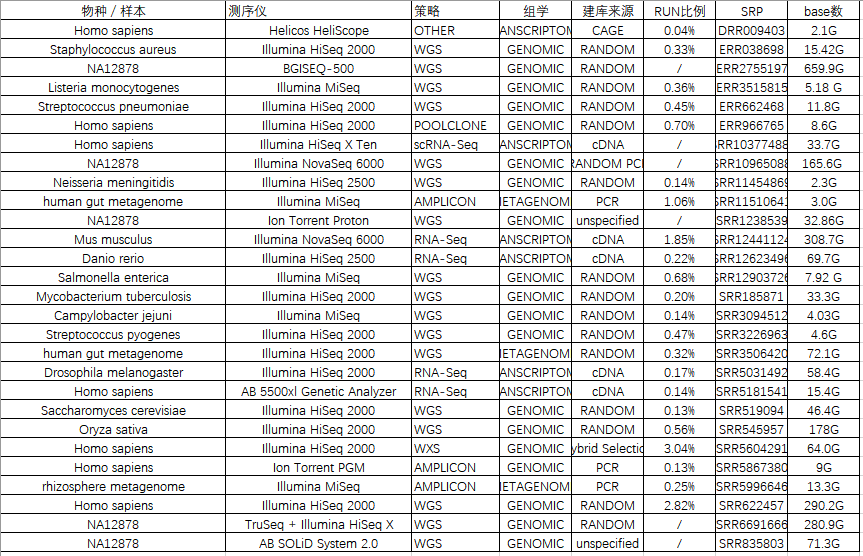 物种 / 样本 测序仪 策略 组学 建库来源 RUN比例 SRP base数
Homo sapiens Helicos HeliScope OTHER ANSCRIPTOM CAGE 0.04% DRR009403 2.1G
Staphylococcus aureus Illumina HiSeq 2000 WGS GENOMIC RANDOM 0.33% ERR038698 15.42G
NA12878 BGISEQ-500 WGS GENOMIC RANDOM / ERR2755197 659.9G
Listeria monocytogenes Illumina MiSeq WGS GENOMIC RANDOM 0.36% ERR3515815 5.18 G
Streptococcus pneumoniae Illumina HiSeq 2000 WGS GENOMIC RANDOM 0.45% ERR662468 11.8G
Homo sapiens Illumina HiSeq 2000 POOLCLONE GENOMIC RANDOM 0.70% ERR966765 8.6G
Homo sapiens Illumina HiSeq X Ten scRNA-Seq ANSCRIPTOM cDNA SRR10377488 33.7G
NA12878 Illumina NovaSeq 6000 WGS GENOMIC RANDOM PCR / SRR10965088 165.6G
Neisseria meningitidis Illumina HiSeq 2500 WGS GENOMIC RANDOM 0.14% SRR11454869 2.3G
human gut metagenome Illumina MiSeq AMPLICON METAGENOM PCR 1.06% SRR11510641 3.0G
NA12878 Ion Torrent Proton WGS GENOMIC unspecified / SRR1238539 32.86G
Mus musculus Illumina NovaSeq 6000 RNA-Seq ANSCRIPTOM cDNA 1.85% SRR12441124 308.7G
Danio rerio Illumina HiSeq 2500 RNA-Seq ANSCRIPTOM cDNA 0.22% SRR12623496 69.7G
Salmonella enterica Illumina MiSeq WGS GENOMIC RANDOM 0.68% SRR12903726 7.92 G
Mycobacterium tuberculosis Illumina HiSeq 2000 WGS GENOMIC RANDOM 0.20% SRR185871 33.3G
Campylobacter jejuni Illumina MiSeq WGS GENOMIC RANDOM 0.14% SRR3094512 4.03G
Streptococcus pyogenes Illumina HiSeq 2000 WGS GENOMIC RANDOM 0.47% SRR3226963 4.6G
human gut metagenome Illumina HiSeq 2000 WGS METAGENOM RANDOM 0.32% SRR3506420 72.1G
Drosophila melanogaster Illumina HiSeq 2000 RNA-Seq ANSCRIPTOM cDNA 0.17% SRR5031492 58.4G
Homo sapiens AB 5500xl Genetic Analyzer RNA-Seq ANSCRIPTOM cDNA 0.14% SRR5181541 15.4G
Saccharomyces cerevisiae Illumina HiSeq 2000 WGS GENOMIC RANDOM 0.13% SRR519094 46.4G
Oryza sativa Illumina HiSeq 2000 WGS GENOMIC RANDOM 0.56% SRR545957 178G
Homo sapiens Illumina HiSeq 2000 WXS GENOMIC ybrid Selectio 3.04% SRR5604291 64.0G
Homo sapiens Ion Torrent PGM AMPLICON GENOMIC PCR 0.13% SRR5867380 9G
rhizosphere metagenome Illumina MiSeq AMPLICON METAGENOM PCR 0.25% SRR5996646 13.3G
Homo sapiens Illumina HiSeq 2000 WGS GENOMIC RANDOM 2.82% SRR622457 290.2G
NA12878 TruSeq + Illumina HiSeq X WGS GENOMIC RANDOM / SRR6691666 280.9G
NA12878 AB SOLiD System 2.0 WGS GENOMIC unspecified / SRR835803 71.3G